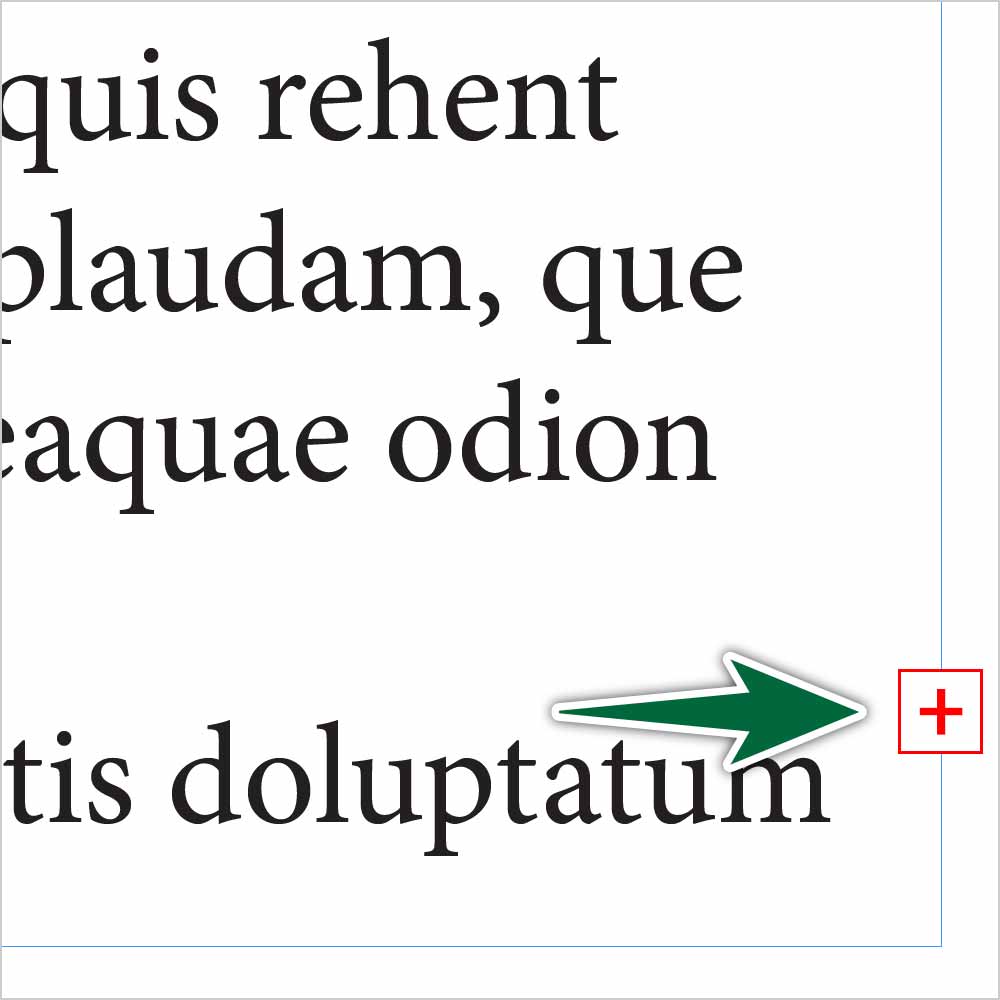 quis rehent
plaudam, que
eaquae odion
tis doluptatum
+